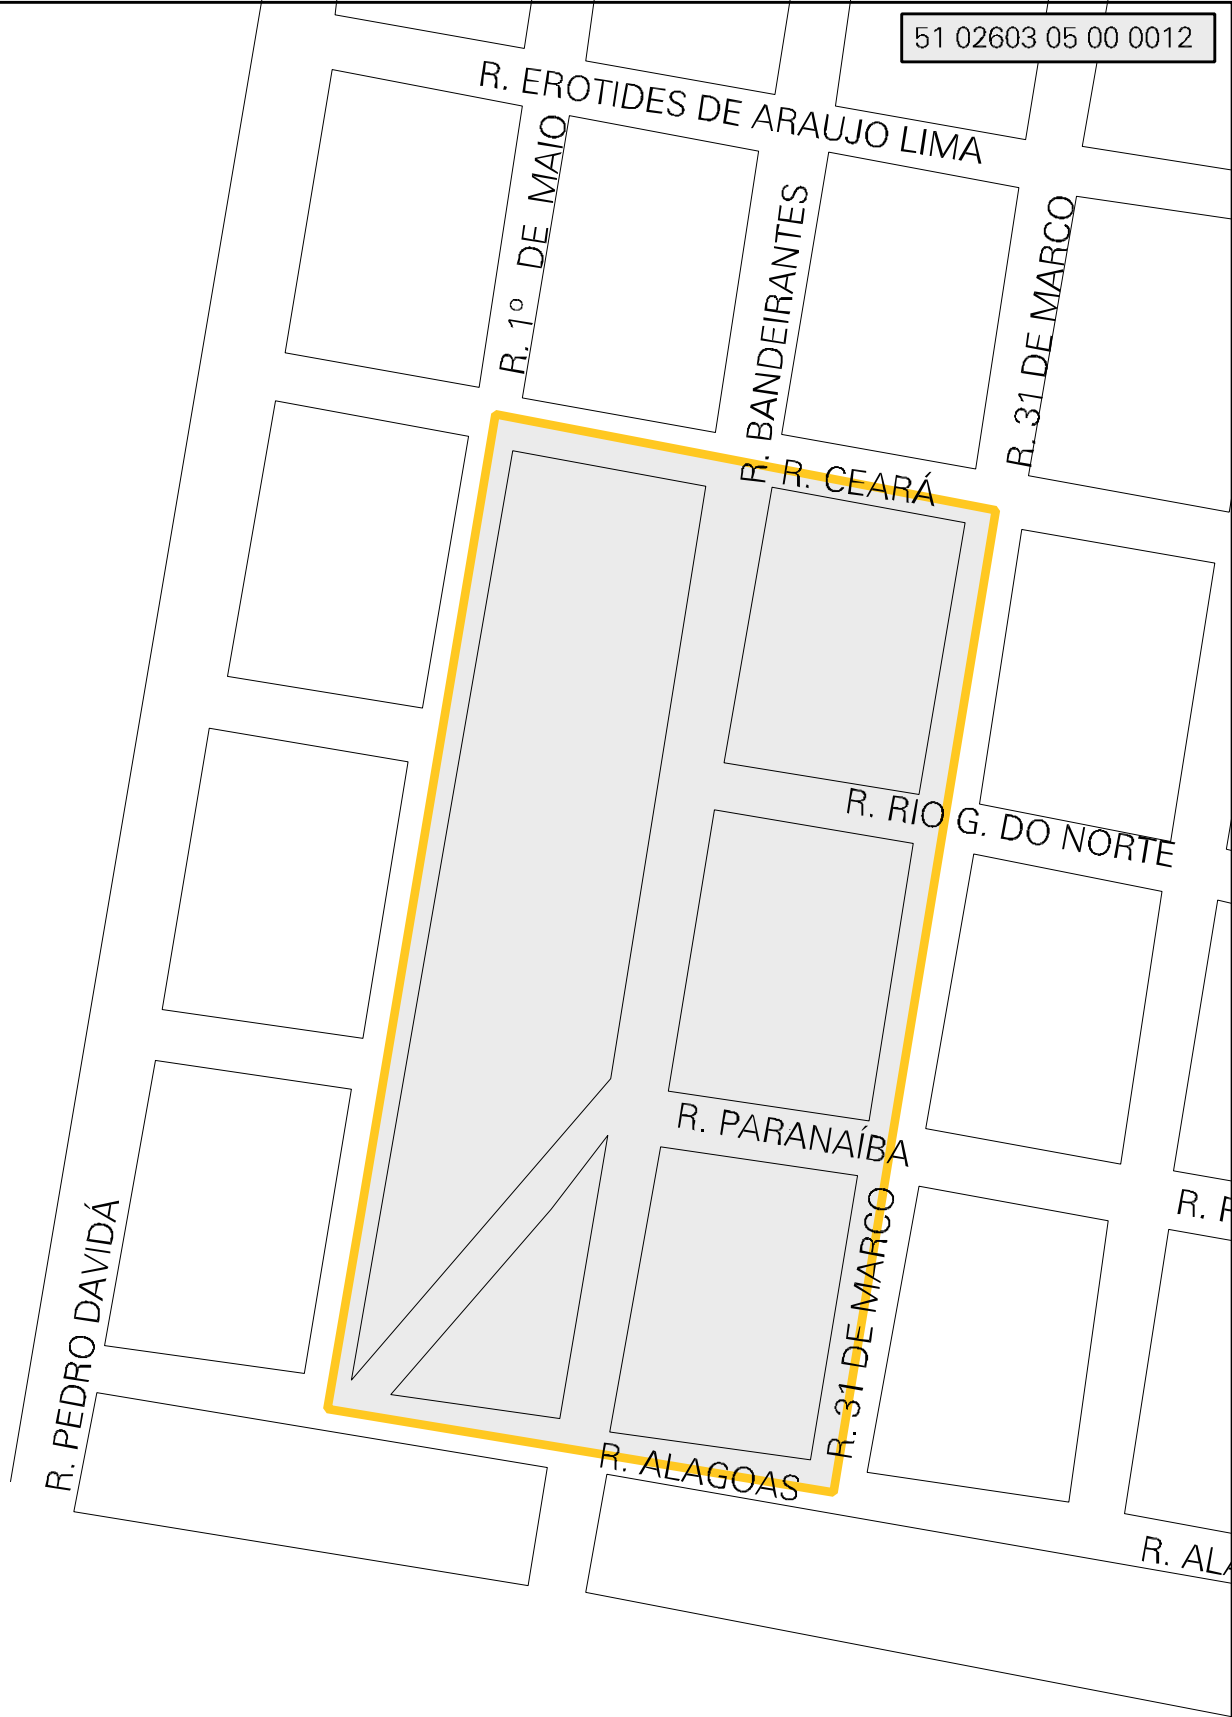 51 02603 05 00 0012
R. EROTIDES DE ARAUJO LIMA
R. 1º DE MAIO
R. BANDEIRANTES
R. 31 DE MARCO
R. CEARÁ
R. RIO G. DO NORTE
R. PARANAÍBA
R. 31 DE MARCO
R. PEDRO DAVIDÁ
R. ALAGOAS